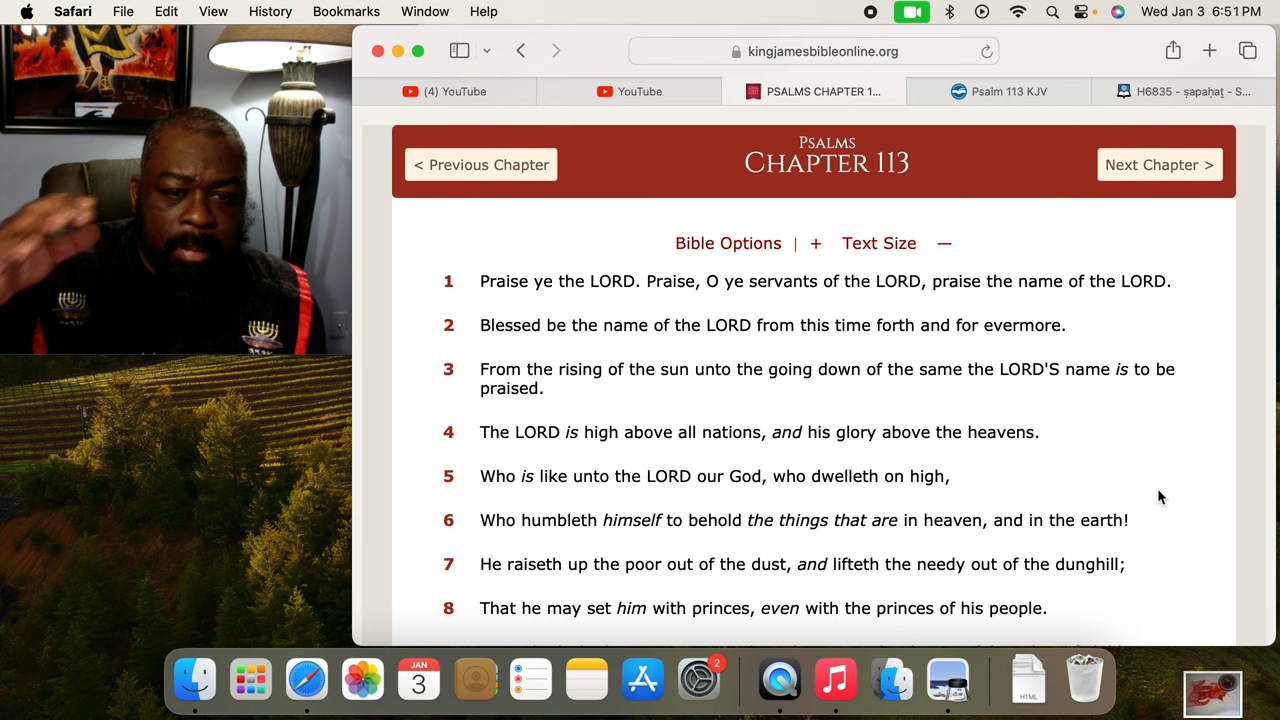 Safari File Edit View History Bookmarks Window Help Wed Jan 3 6:51 PM
kingjamesbibleonline.org
(4) YouTube YouTube PSALMS CHAPTER 1... Psalm 113 KJV H6835 - ṣapaḥaṯ - S...
Psalms
< Previous Chapter Chapter 113 Next Chapter >
Bible Options | + Text Size —
1 Praise ye the LORD. Praise, O ye servants of the LORD, praise the name of the LORD.
2 Blessed be the name of the LORD from this time forth and for evermore.
3 From the rising of the sun unto the going down of the same the LORD'S name is to be
praised.
4 The LORD is high above all nations, and his glory above the heavens.
5 Who is like unto the LORD our God, who dwelleth on high,
6 Who humbleth himself to behold the things that are in heaven, and in the earth!
7 He raiseth up the poor out of the dust, and lifteth the needy out of the dunghill;
8 That he may set him with princes, even with the princes of his people.
JAN
3
2
HTML